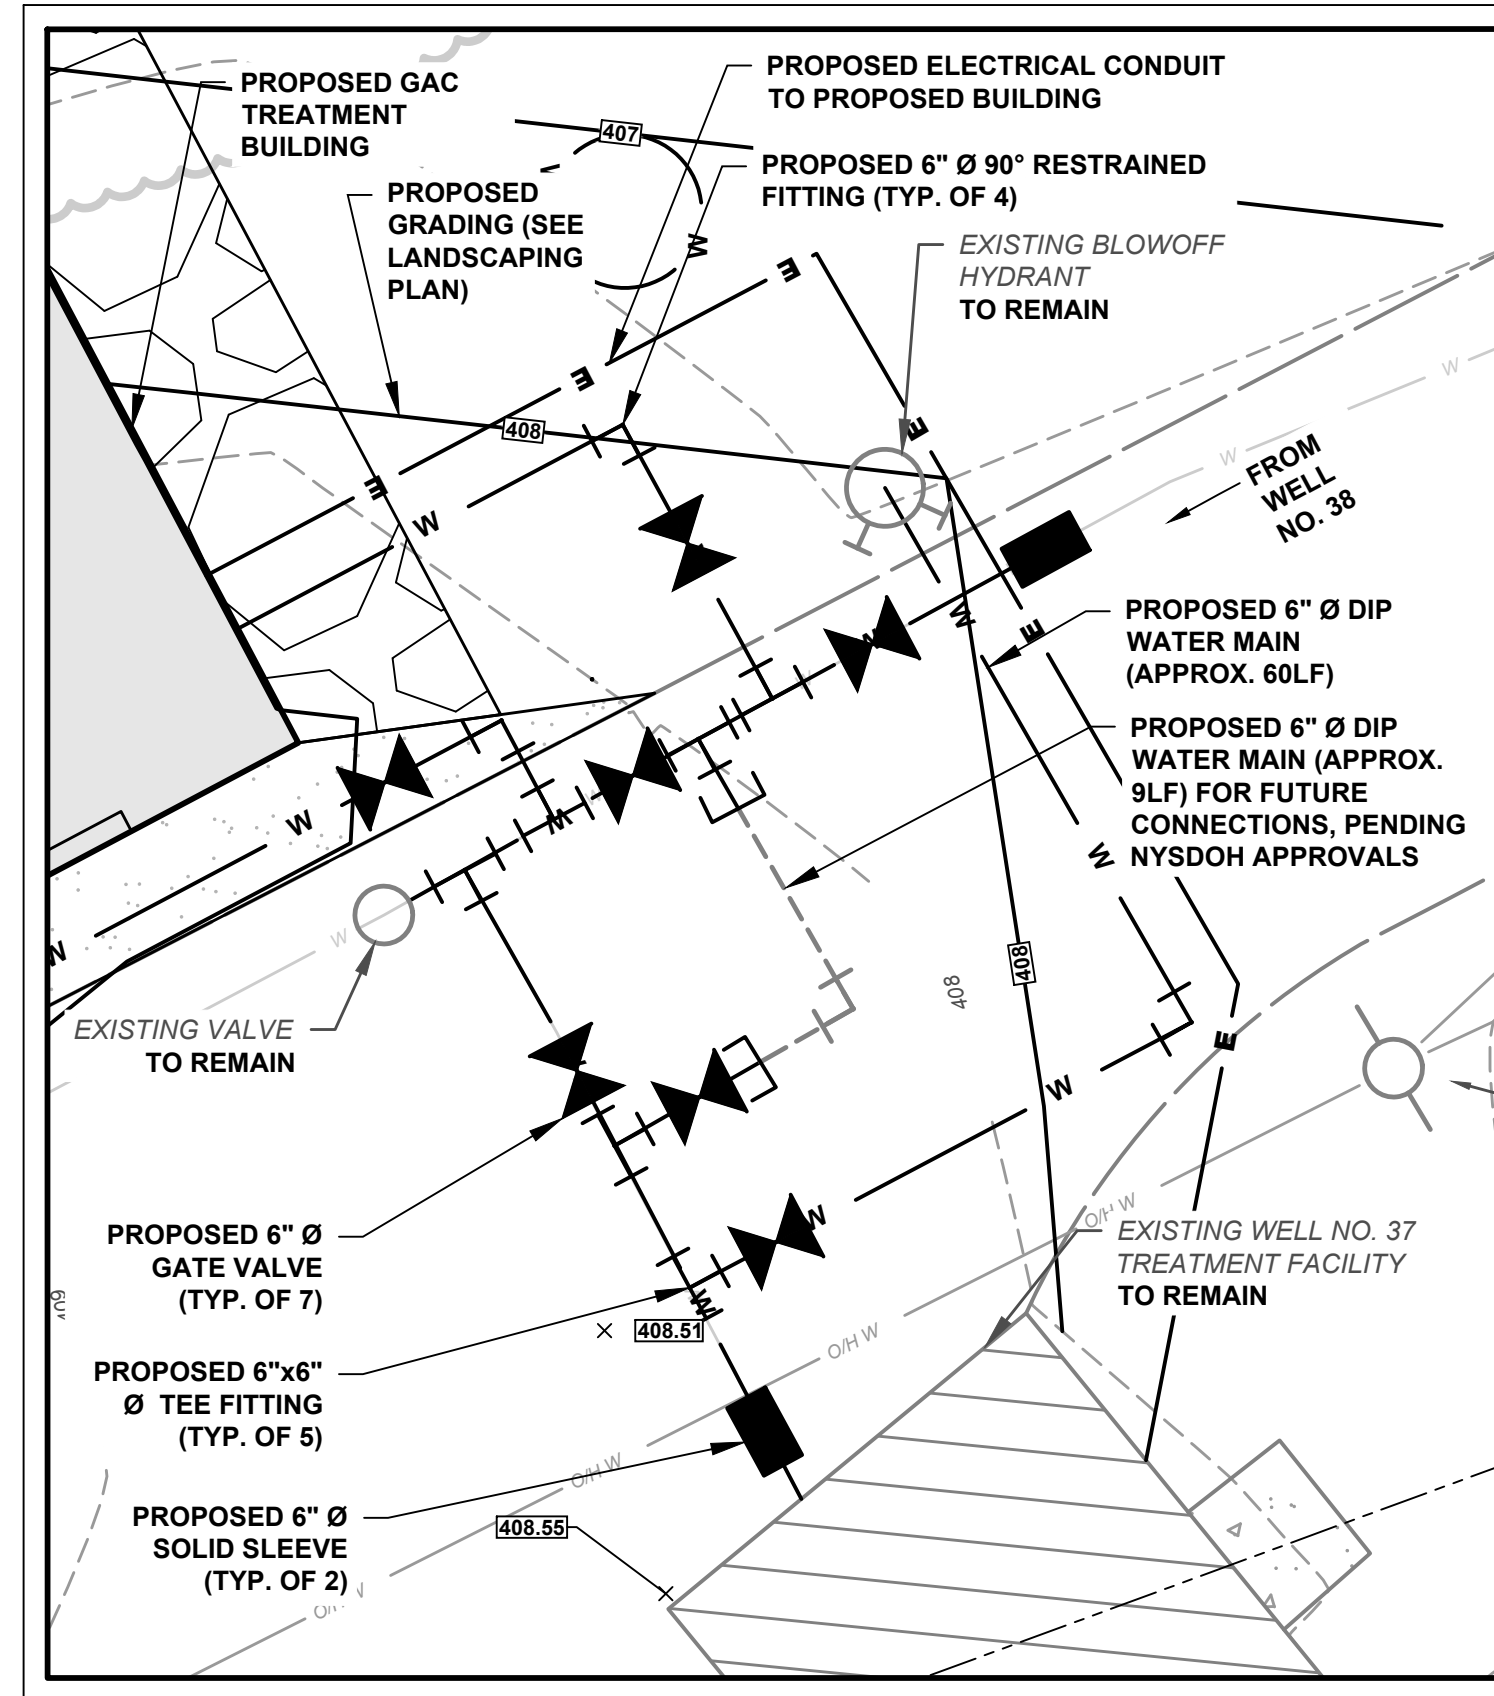 PROPOSED GAC
TREATMENT
BUILDING
PROPOSED ELECTRICAL CONDUIT
TO PROPOSED BUILDING
407
PROPOSED 6" Ø 90° RESTRAINED
FITTING (TYP. OF 4)
PROPOSED
GRADING (SEE
LANDSCAPING
PLAN)
W
E
EXISTING BLOWOFF
HYDRANT
TO REMAIN
E
W
408
E
W
FROM
WELL
NO. 38
E
W
W
E
PROPOSED 6" Ø DIP
WATER MAIN
(APPROX. 60LF)
PROPOSED 6" Ø DIP
WATER MAIN (APPROX.
9LF) FOR FUTURE
CONNECTIONS, PENDING
NYSDOH APPROVALS
W
W
W
W
W
408
408
EXISTING VALVE
TO REMAIN
E
W
PROPOSED 6" Ø
GATE VALVE
(TYP. OF 7)
W
O/H W
EXISTING WELL NO. 37
TREATMENT FACILITY
TO REMAIN
W
408.51
O/H W
PROPOSED 6"x6"
Ø TEE FITTING
(TYP. OF 5)
O/H W
PROPOSED 6" Ø
SOLID SLEEVE
(TYP. OF 2)
408.55